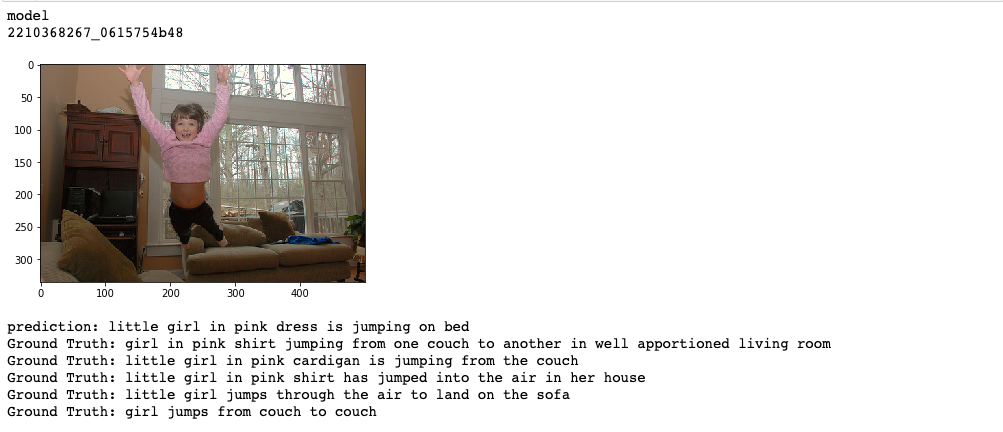 model
2210368267_0615754b48
0
50
100
150
200
250
300
0 100 200 300 400
prediction: little girl in pink dress is jumping on bed
Ground Truth: girl in pink shirt jumping from one couch to another in well apportioned living room
Ground Truth: little girl in pink cardigan is jumping from the couch
Ground Truth: little girl in pink shirt has jumped into the air in her house
Ground Truth: little girl jumps through the air to land on the sofa
Ground Truth: girl jumps from couch to couch